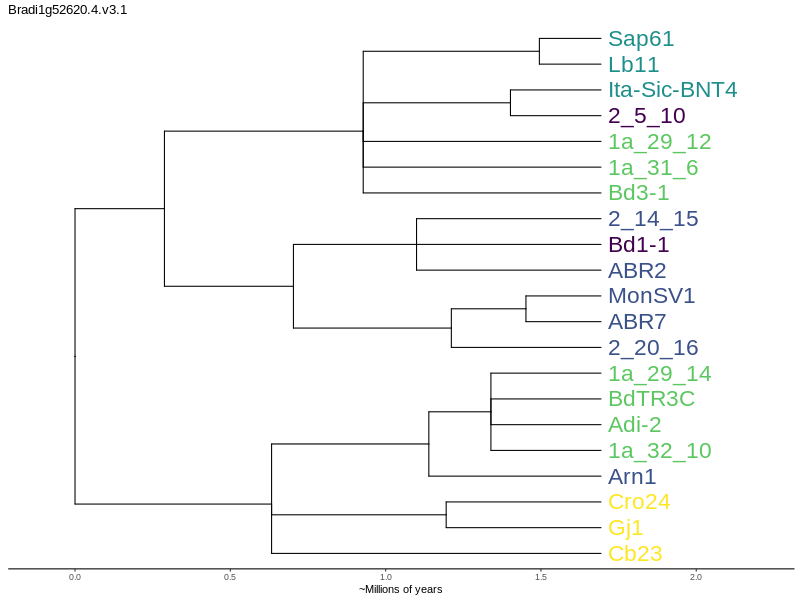 Bradi1g52620.4.v3.1
Sap61
Lb11
Ita-Sic-BNT4
2_5_10
1a_29_12
1a_31_6
Bd3-1
2_14_15
Bd1-1
ABR2
MonSV1
ABR7
2_20_16
1a_29_14
BdTR3C
Adi-2
1a_32_10
Arn1
Cro24
Gj1
Cb23
0.0 0.5 1.0 1.5 2.0
~Millions of years